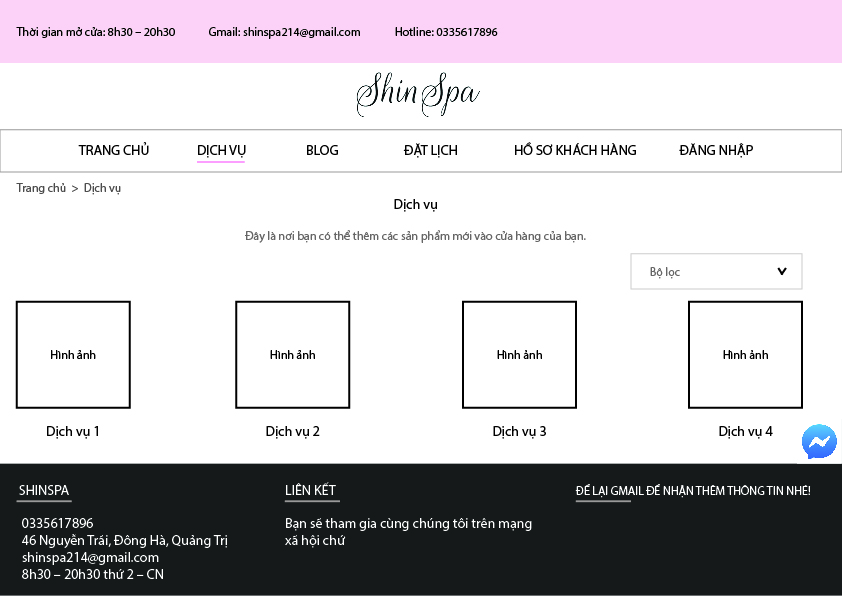 Thời gian mở cửa: 8h30 – 20h30 Gmail: shinspa214@gmail.com Hotline: 0335617896
Shin Spa
TRANG CHỦ DỊCH VỤ BLOG ĐẶT LỊCH HỒ SƠ KHÁCH HÀNG ĐĂNG NHẬP
Trang chủ > Dịch vụ
Dịch vụ
Đây là nơi bạn có thể thêm các sản phẩm mới vào cửa hàng của bạn.
Bộ lọc
Hình ảnh Hình ảnh Hình ảnh Hình ảnh
Dịch vụ 1 Dịch vụ 2 Dịch vụ 3 Dịch vụ 4
SHINSPA
0335617896
46 Nguyễn Trái, Đông Hà, Quảng Trị
shinspa214@gmail.com
8h30 – 20h30 thứ 2 – CN
LIÊN KẾT
Bạn sẽ tham gia cùng chúng tôi trên mạng
xã hội chứ
ĐỂ LẠI GMAIL ĐỂ NHẬN THÊM THÔNG TIN NHÉ!